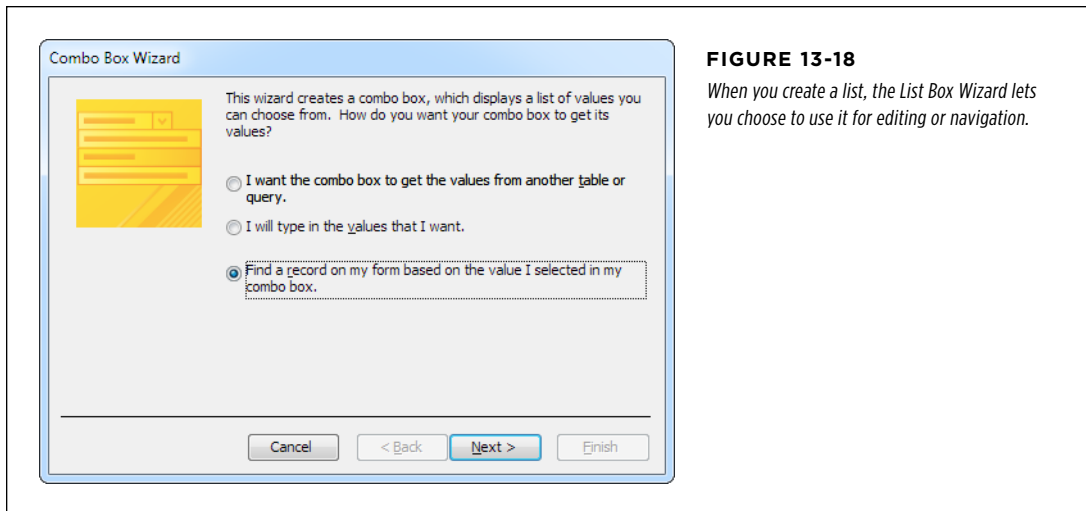 Combo Box Wizard
This wizard creates a combo box, which displays a list of values you
can choose from. How do you want your combo box to get its
values?
I want the combo box to get the values from another table or
query.
I will type in the values that I want.
Find a record on my form based on the value I selected in my
combo box.
Cancel
< Back
Next >
Finish
FIGURE 13-18
When you create a list, the List Box Wizard lets
you choose to use it for editing or navigation.